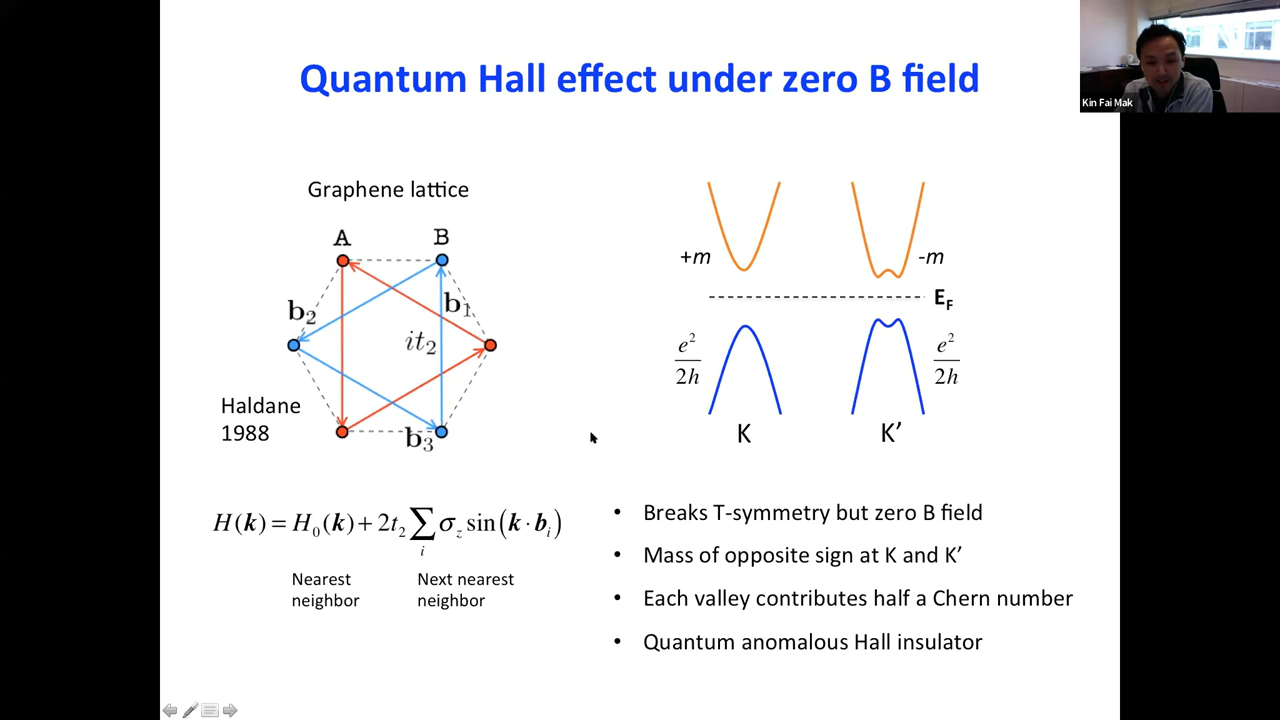 Quantum Hall effect under zero B field
Kin Fai Mak
Graphene lattice
A B
b₂
b₁
it₂
b₃
Haldane
1988
H(k) = H₀(k) + 2t₂ ∑ᵢ σ_z sin(k · bᵢ)
Nearest
neighbor
Next nearest
neighbor
+m
-m
E_F
e²/2h
e²/2h
K
K’
• Breaks T-symmetry but zero B field
• Mass of opposite sign at K and K’
• Each valley contributes half a Chern number
• Quantum anomalous Hall insulator